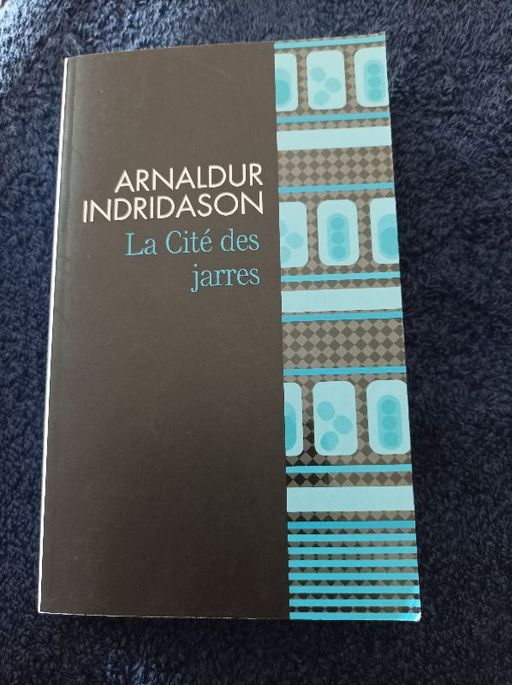 ARNALDUR
INDRIDASON
La Cité des
jarres